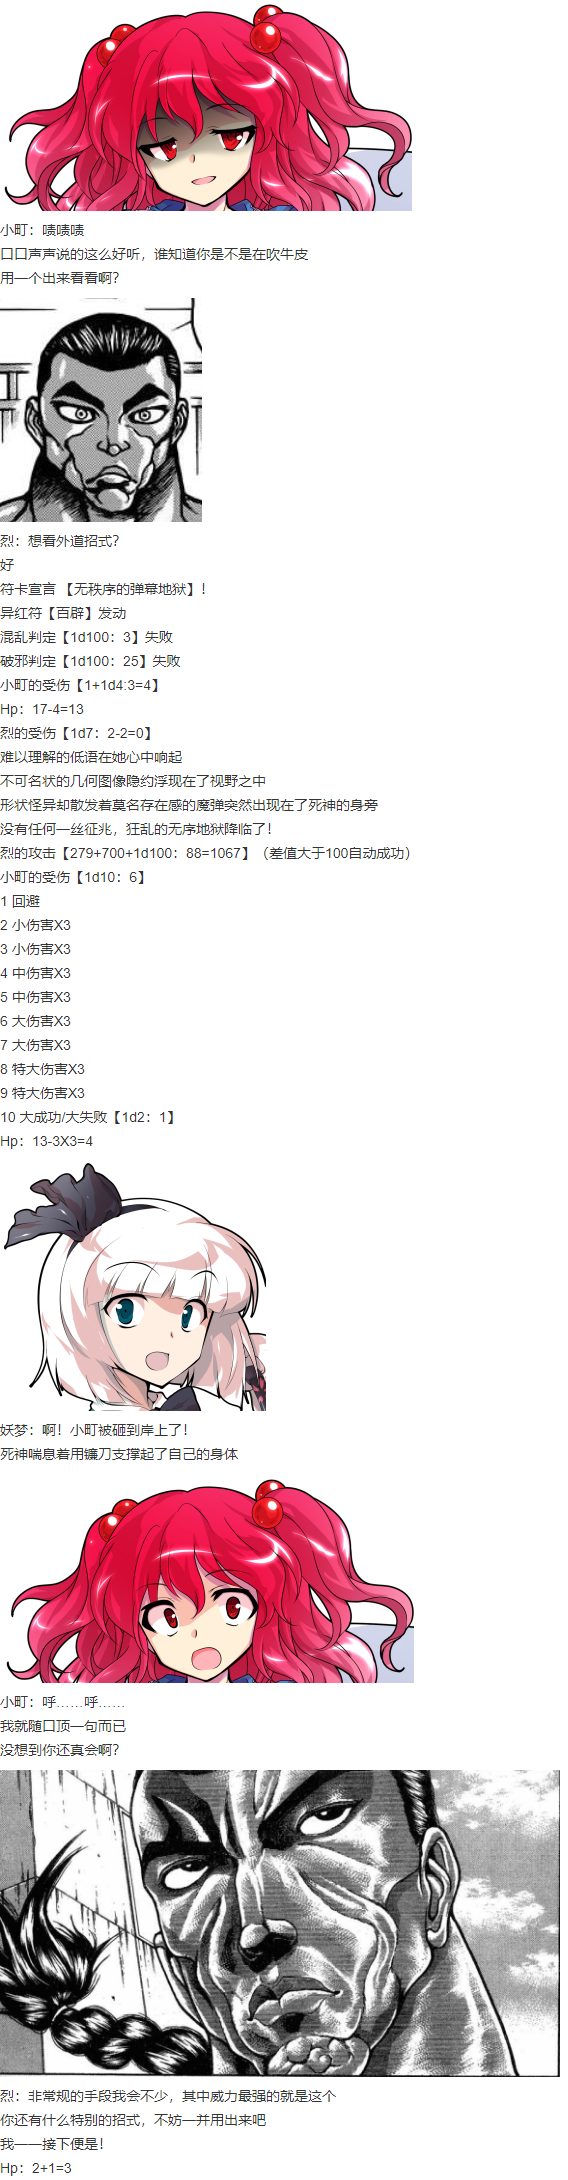 小町：啧啧啧
口口声声说的这么好听，谁知道你是不是在吹牛皮
用一个出来看看啊？
烈：想看外道招式？
好
符卡宣言 【无秩序的弹幕地狱】！
异红符【百辟】发动
混乱判定【1d100：3】失败
破邪判定【1d100：25】失败
小町的受伤【1+1d4:3=4】
Hp：17-4=13
烈的受伤【1d7：2-2=0】
难以理解的低语在她心中响起
不可名状的几何图像隐约浮现在了视野之中
形状怪异却散发着莫名存在感的魔弹突然出现在了死神的身旁
没有任何一丝征兆，狂乱的无序地狱降临了！
烈的攻击【279+700+1d100：88=1067】（差值大于100自动成功）
小町的受伤【1d10：6】
1 回避
2 小伤害X3
3 小伤害X3
4 中伤害X3
5 中伤害X3
6 大伤害X3
7 大伤害X3
8 特大伤害X3
9 特大伤害X3
10 大成功/大失败【1d2：1】
Hp：13-3X3=4
妖梦：啊！小町被砸到岸上了！
死神喘息着用镰刀支撑起了自己的身体
小町：呼……呼……
我就随口顶一句而已
没想到你还真会啊？
烈：非常规的手段我会不少，其中威力最强的就是这个
你还有什么特别的招式，不妨一并用出来吧
我——接下便是！
Hp：2+1=3